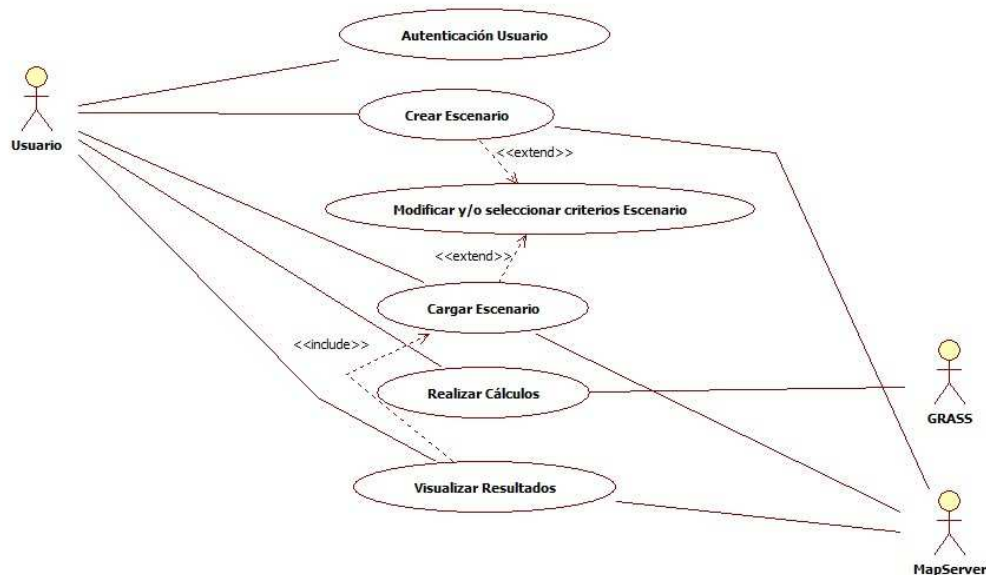 Autenticación Usuario
Usuario
Crear Escenario
<<extend>>
Modificar y/o seleccionar criterios Escenario
<<extend>>
Cargar Escenario
<<include>>
Realizar Cálculos
GRASS
Visualizar Resultados
MapServer